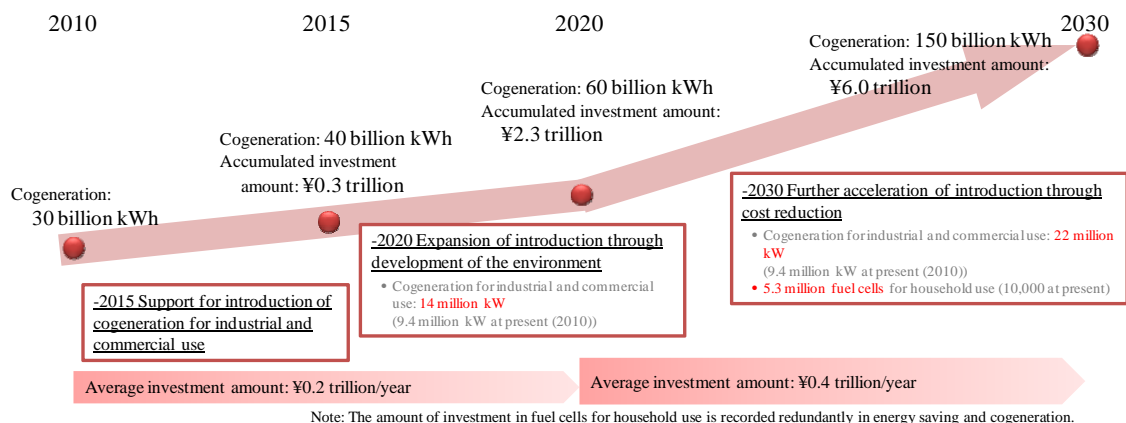 2010
2015
2020
2030
Cogeneration:
30 billion kWh
Cogeneration: 40 billion kWh
Accumulated investment
amount: ¥0.3 trillion
Cogeneration: 60 billion kWh
Accumulated investment amount:
¥2.3 trillion
Cogeneration: 150 billion kWh
Accumulated investment amount:
¥6.0 trillion
-2015 Support for introduction of
cogeneration for industrial and
commercial use
-2020 Expansion of introduction through
development of the environment
• Cogeneration for industrial and commercial
use: 14 million kW
(9.4 million kW at present (2010))
-2030 Further acceleration of introduction through
cost reduction
• Cogeneration for industrial and commercial use: 22 million
kW
(9.4 million kW at present (2010))
• 5.3 million fuel cells for household use (10,000 at present)
Average investment amount: ¥0.2 trillion/year
Average investment amount: ¥0.4 trillion/year
Note: The amount of investment in fuel cells for household use is recorded redundantly in energy saving and cogeneration.